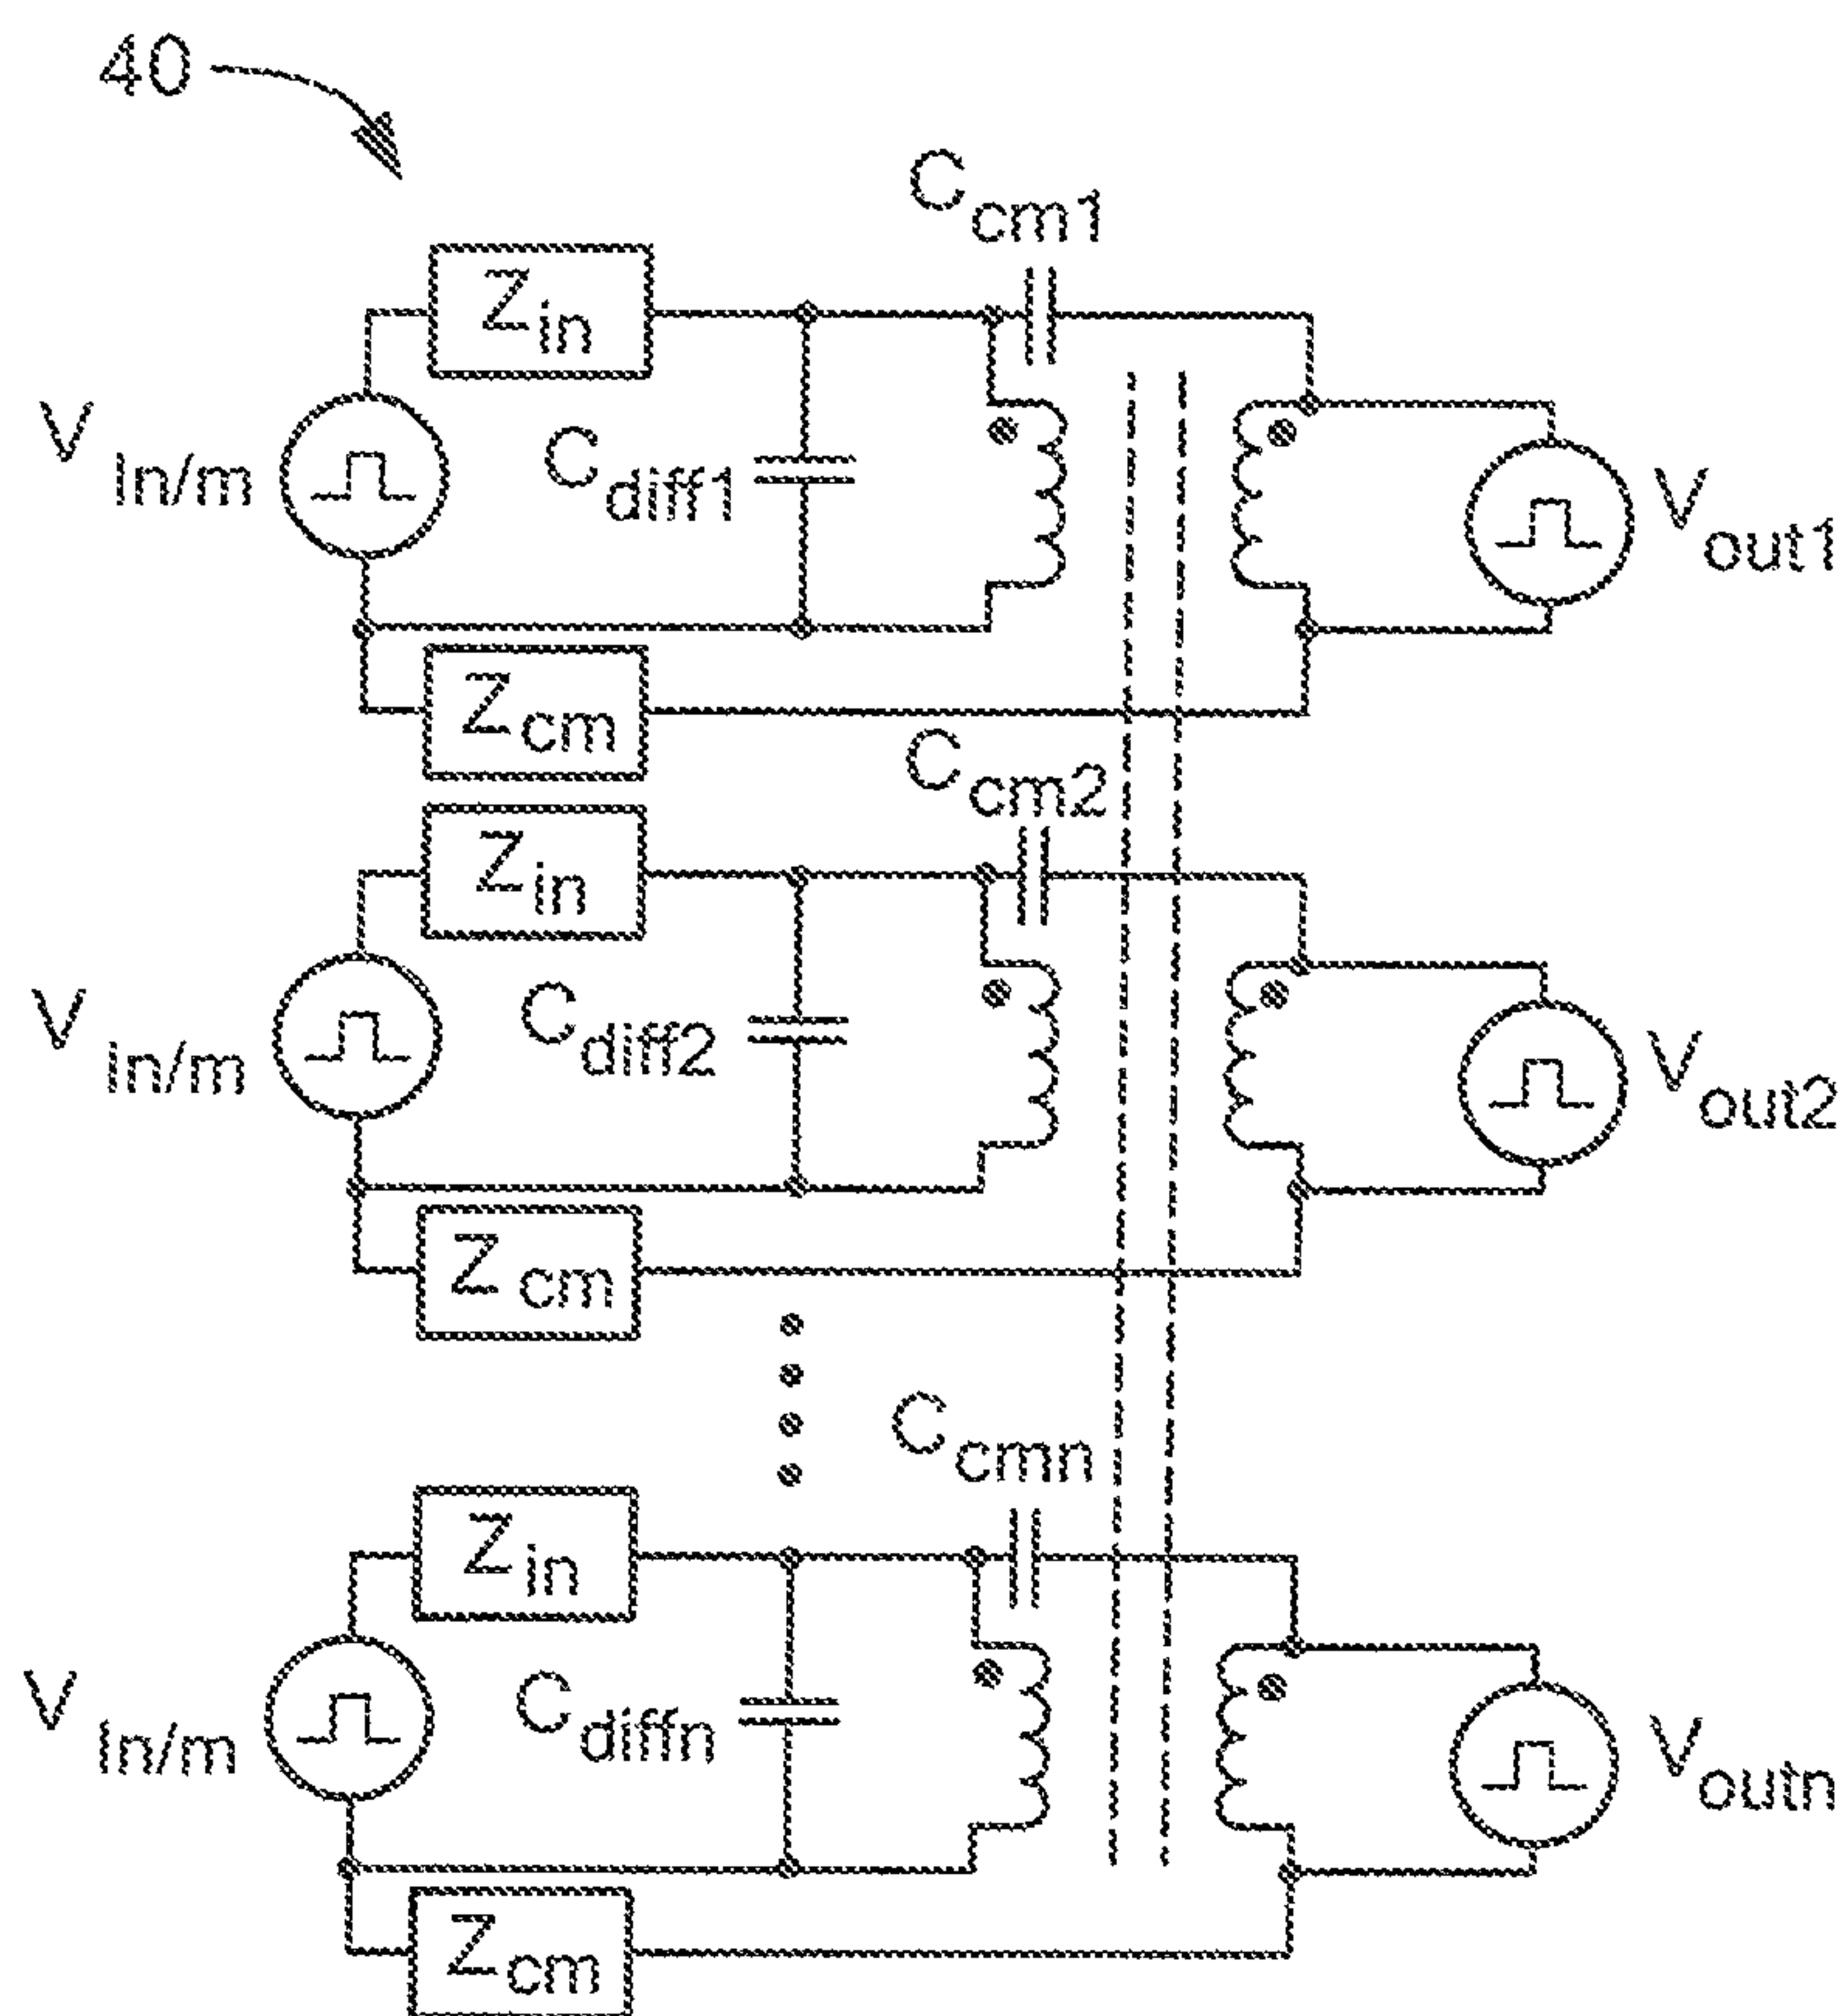 40
Ccm1
Zin
VIn/m
Cdiff1
Vout1
Zcm
Ccm2
Zin
VIn/m
Cdiff2
Vout2
Zcm
Ccmn
Zin
VIn/m
Cdiffn
Voutn
Zcm